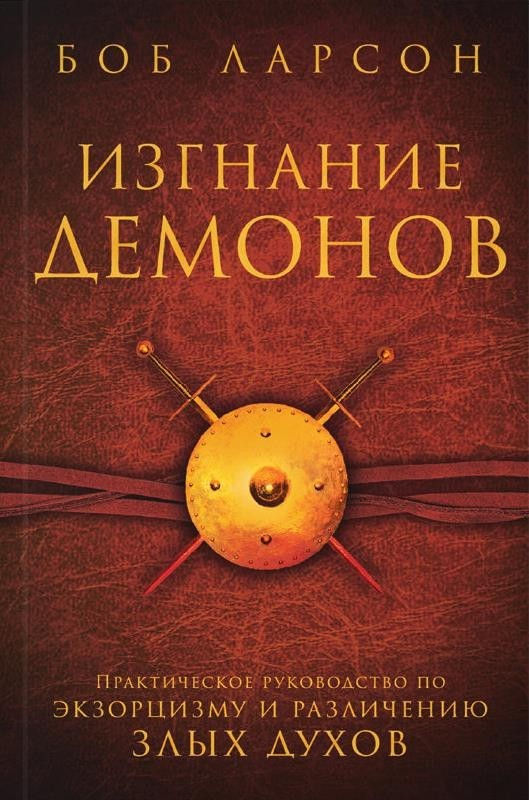 БОБ ЛАРСОН
ИЗГНАНИЕ
ДЕМОНОВ
ПРАКТИЧЕСКОЕ РУКОВОДСТВО ПО
ЭКЗОРЦИЗМУ И РАЗЛИЧЕНИЮ
ЗЛЫХ ДУХОВ